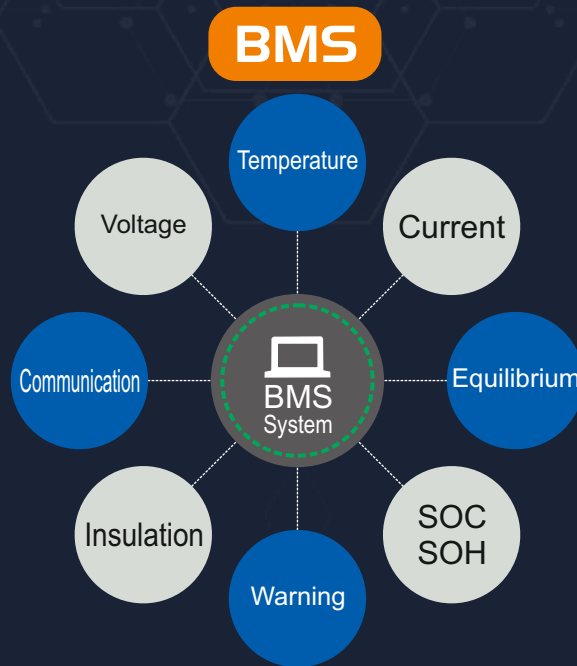 BMS
Temperature
Voltage
Current
Communication
BMS
System
Equilibrium
Insulation
SOC
SOH
Warning